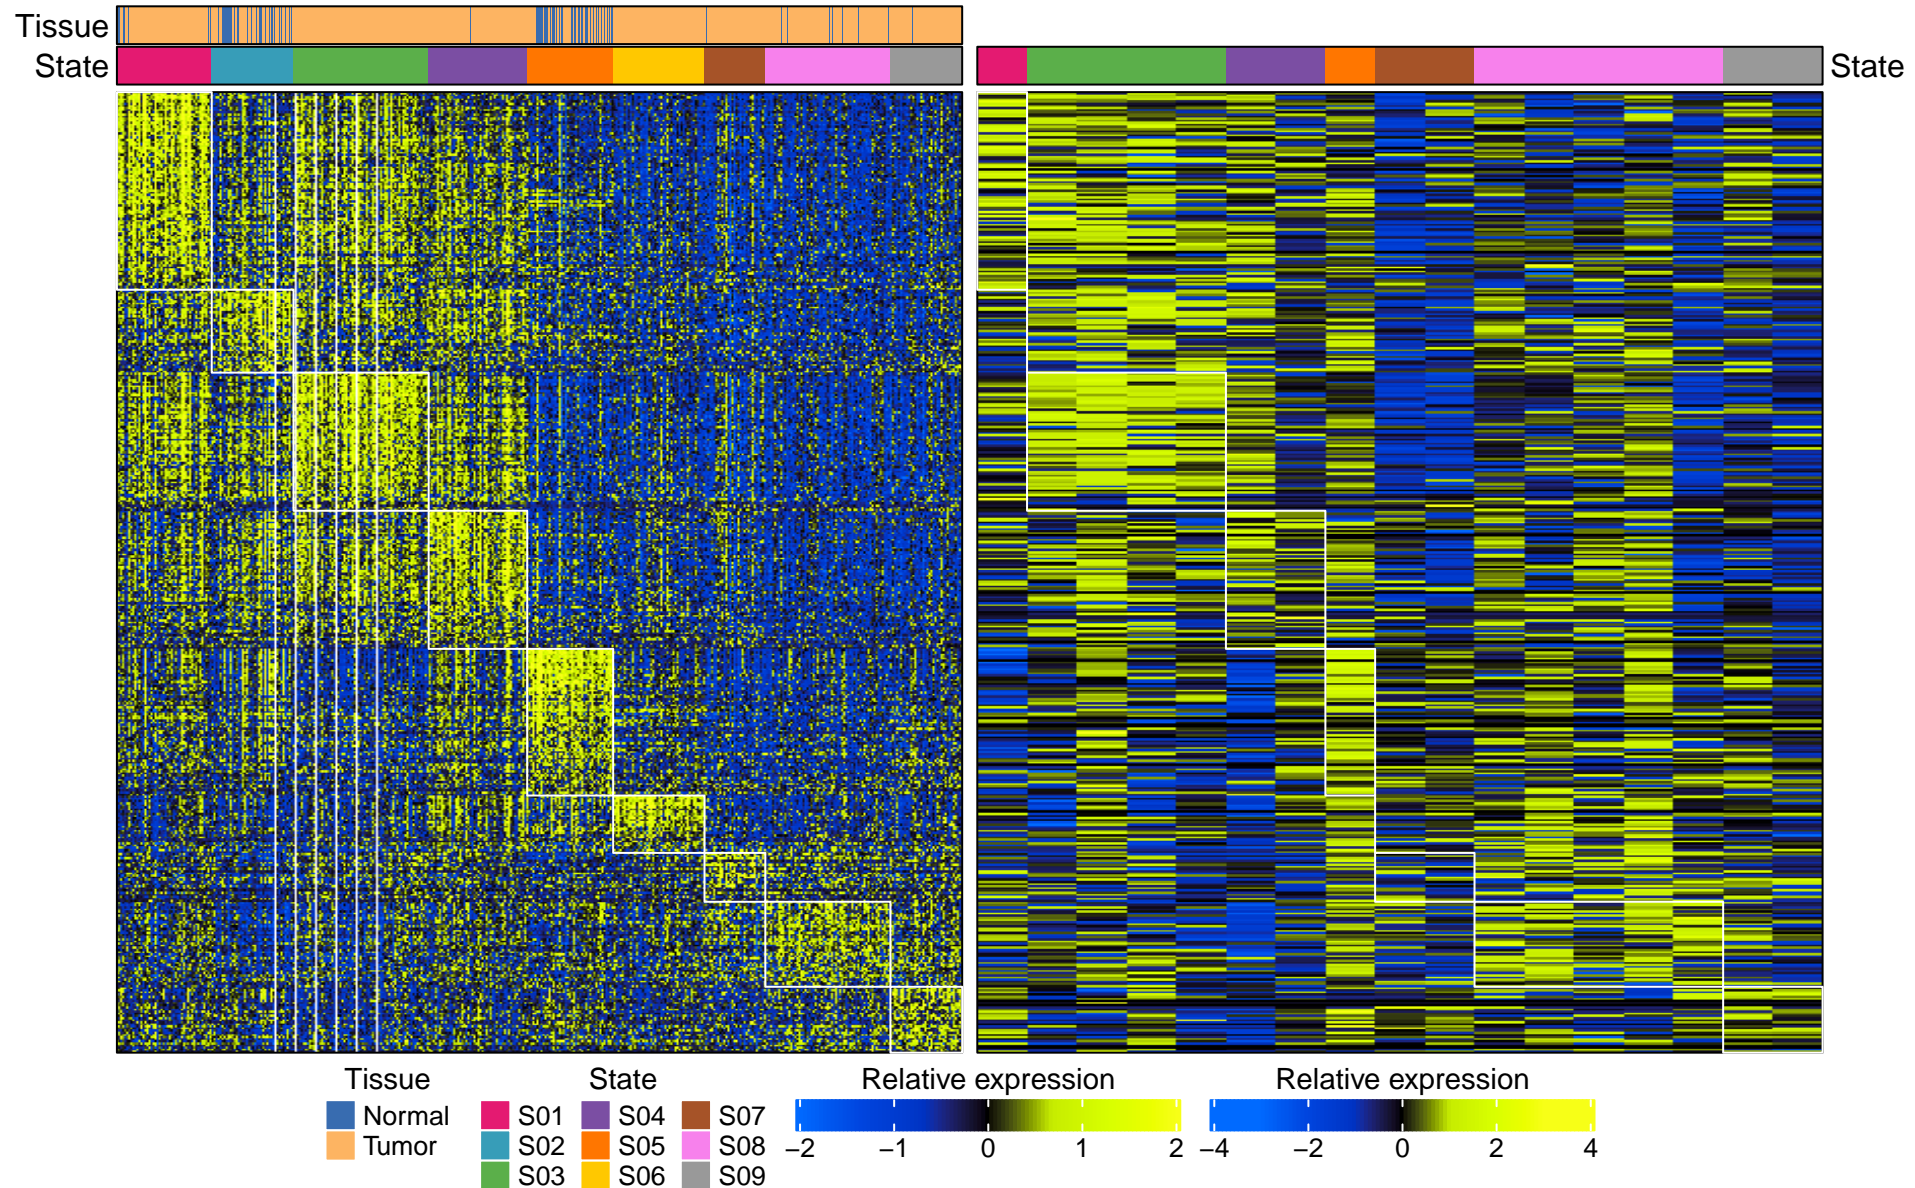 Tissue
State
State
Tissue
Normal
Tumor
State
S01
S02
S03
S04
S05
S06
S07
S08
S09
Relative expression
−2 −1 0 1 2
Relative expression
−4 −2 0 2 4